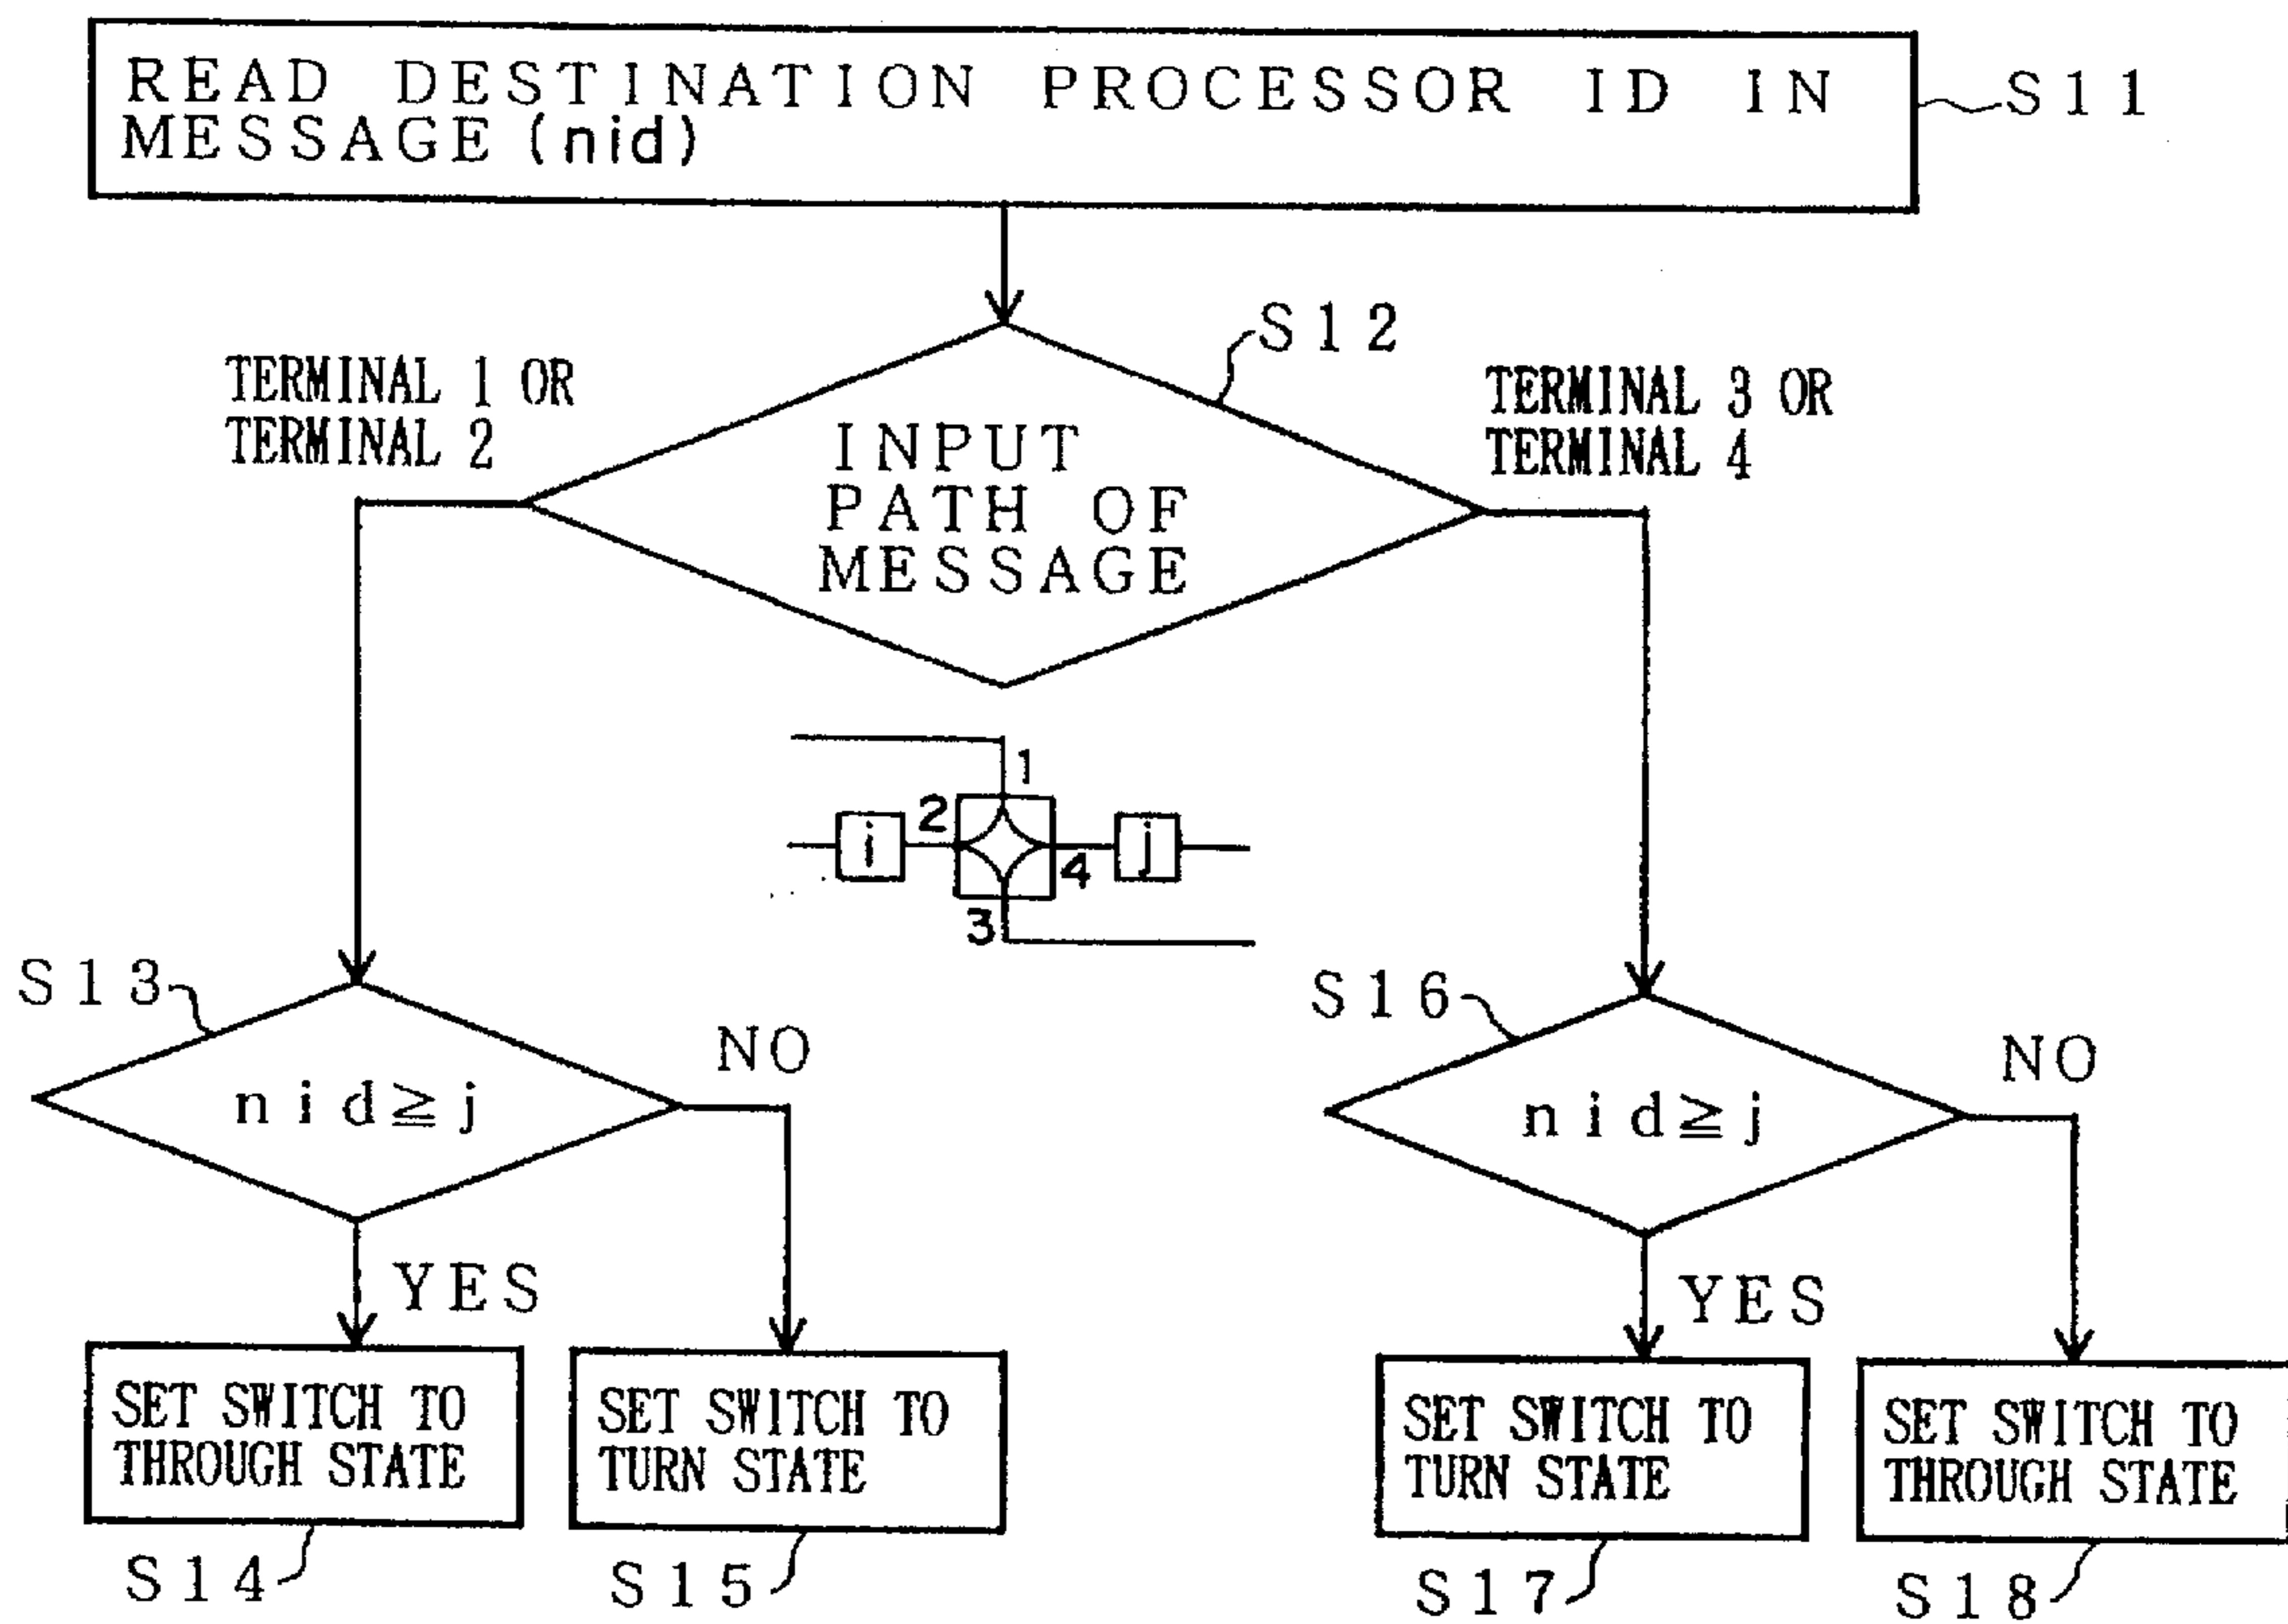 READ DESTINATION PROCESSOR ID IN
MESSAGE (nid)
S11
S12
TERMINAL 1 OR
TERMINAL 2
TERMINAL 3 OR
TERMINAL 4
INPUT
PATH OF
MESSAGE
1
2
i
j
4
3
S13
NO
nid≧j
YES
S16
NO
nid≧j
YES
SET SWITCH TO
THROUGH STATE
SET SWITCH TO
TURN STATE
SET SWITCH TO
TURN STATE
SET SWITCH TO
THROUGH STATE
S14
S15
S17
S18